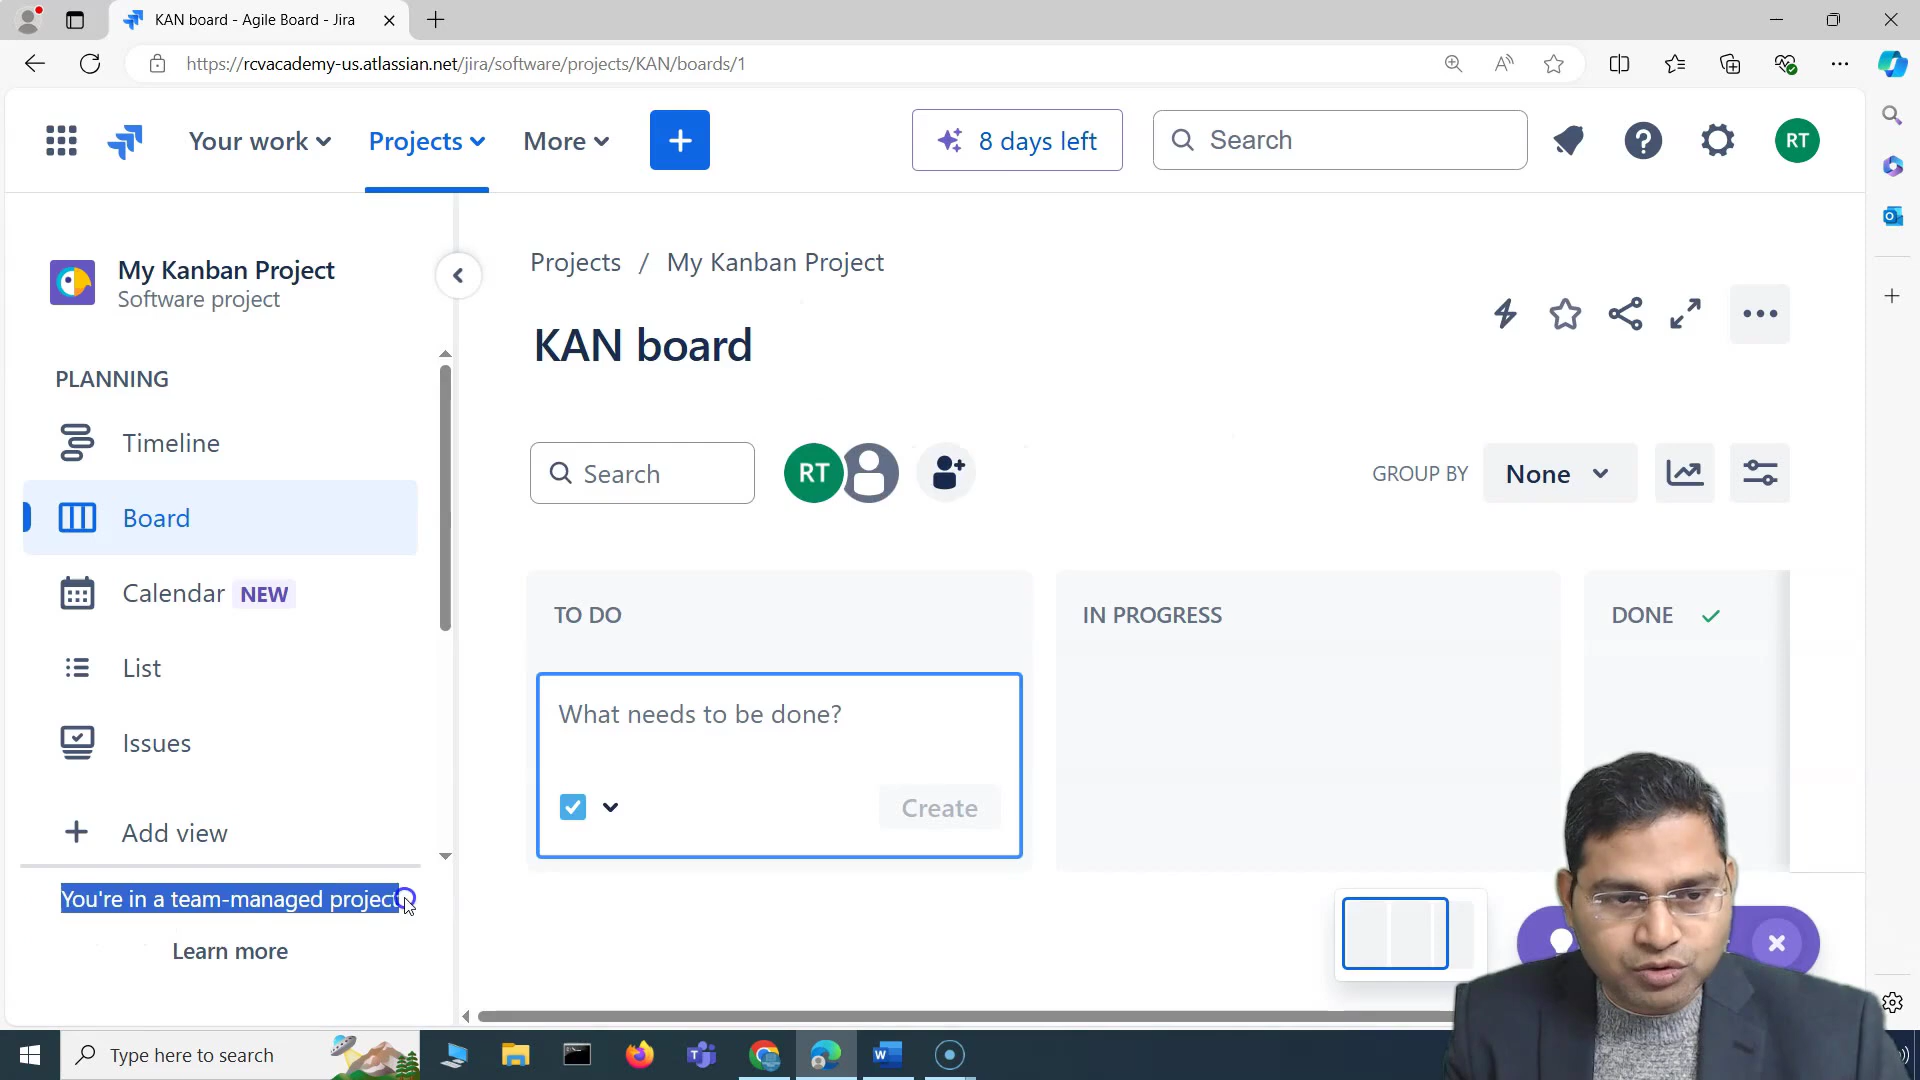 KAN board - Agile Board - Jira
https://rcvacademy-us.atlassian.net/jira/software/projects/KAN/boards/1
Your work
Projects
More
8 days left
Search
RT
My Kanban Project
Software project
Projects / My Kanban Project
KAN board
PLANNING
Timeline
Search
RT
GROUP BY
None
Board
Calendar NEW
TO DO
IN PROGRESS
DONE
List
What needs to be done?
Issues
Create
Add view
You're in a team-managed project
Learn more
Type here to search